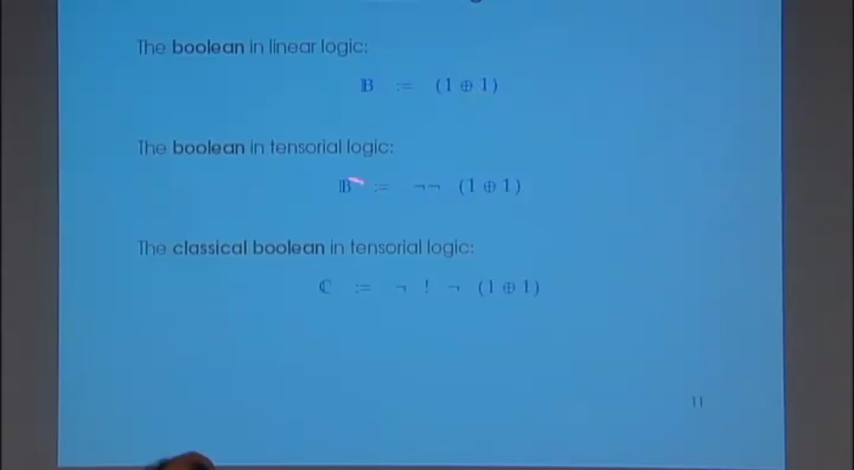 The boolean in linear logic:
𝔹 := (1 ⊕ 1)
The boolean in tensorial logic:
𝔹 := ¬¬ (1 ⊕ 1)
The classical boolean in tensorial logic:
ℂ := ¬ ! ¬ (1 ⊕ 1)
11